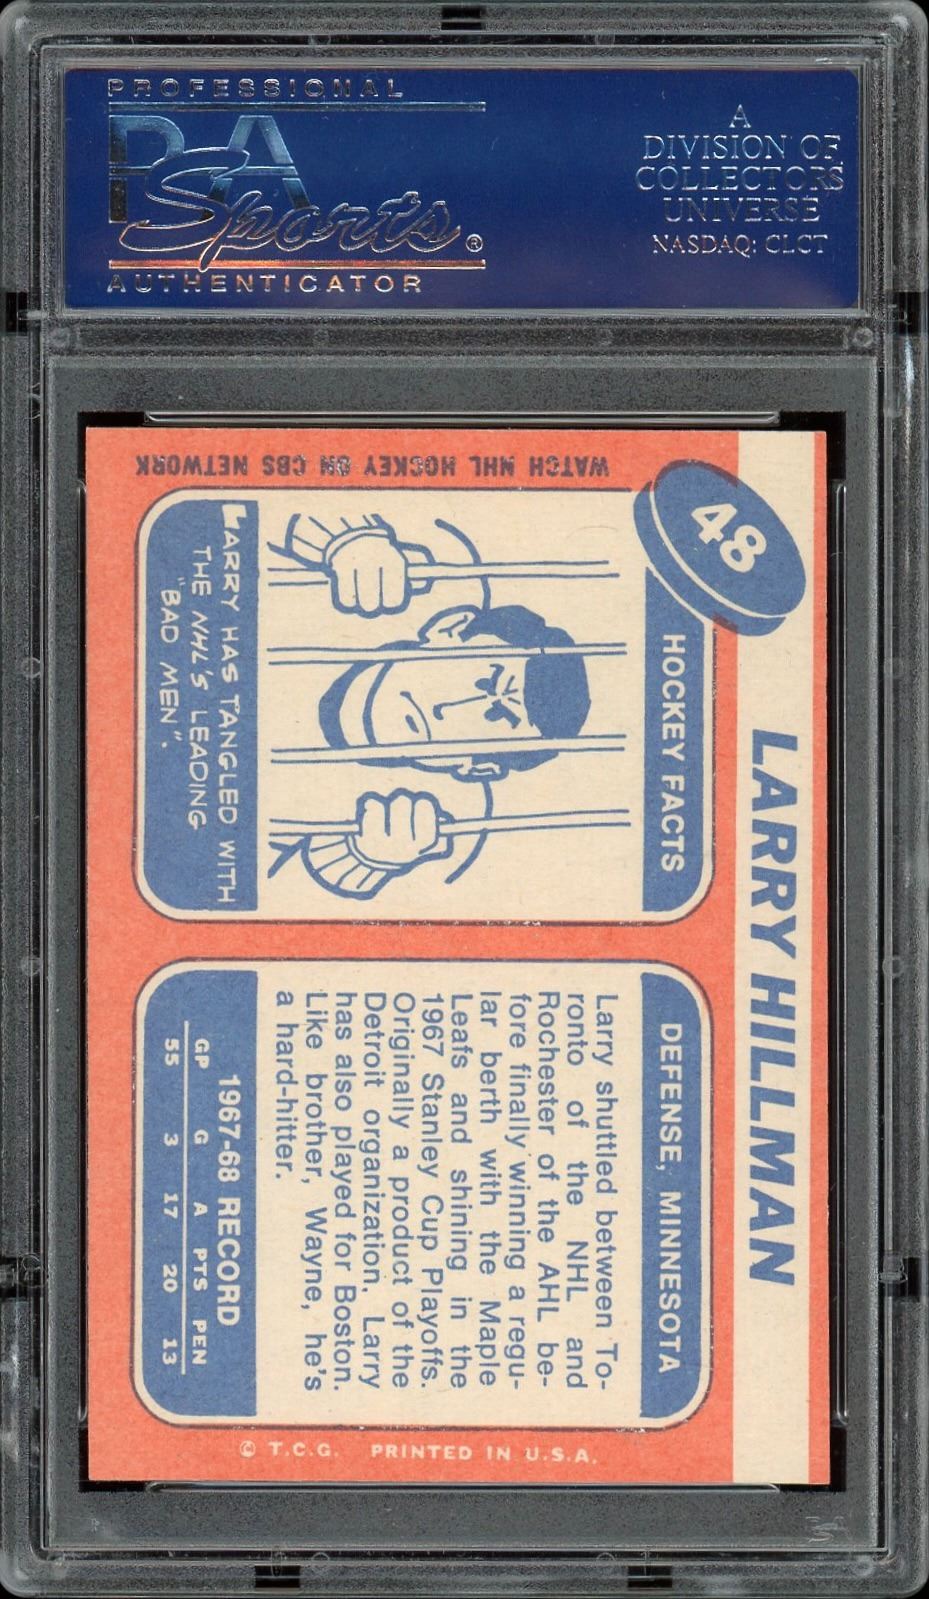 PROFESSIONAL
PSA
Sports®
AUTHENTICATOR
A
DIVISION OF
COLLECTORS
UNIVERSE
NASDAQ: CLCT
48
LARRY HILLMAN
HOCKEY FACTS
LARRY HAS TANGLED WITH
THE NHL'S LEADING
"BAD MEN".
WATCH NHL HOCKEY ON CBS NETWORK
DEFENSE, MINNESOTA
Larry shuttled between To-
ronto of the NHL and
Rochester of the AHL be-
fore finally winning a regu-
lar berth with the Maple
Leafs and shining in the
1967 Stanley Cup Playoffs.
Originally a product of the
Detroit organization, Larry
has also played for Boston.
Like brother, Wayne, he's
a hard-hitter.
1967-68 RECORD
GP G A PTS PEN
55 3 17 20 13
© T.C.G. PRINTED IN U.S.A.